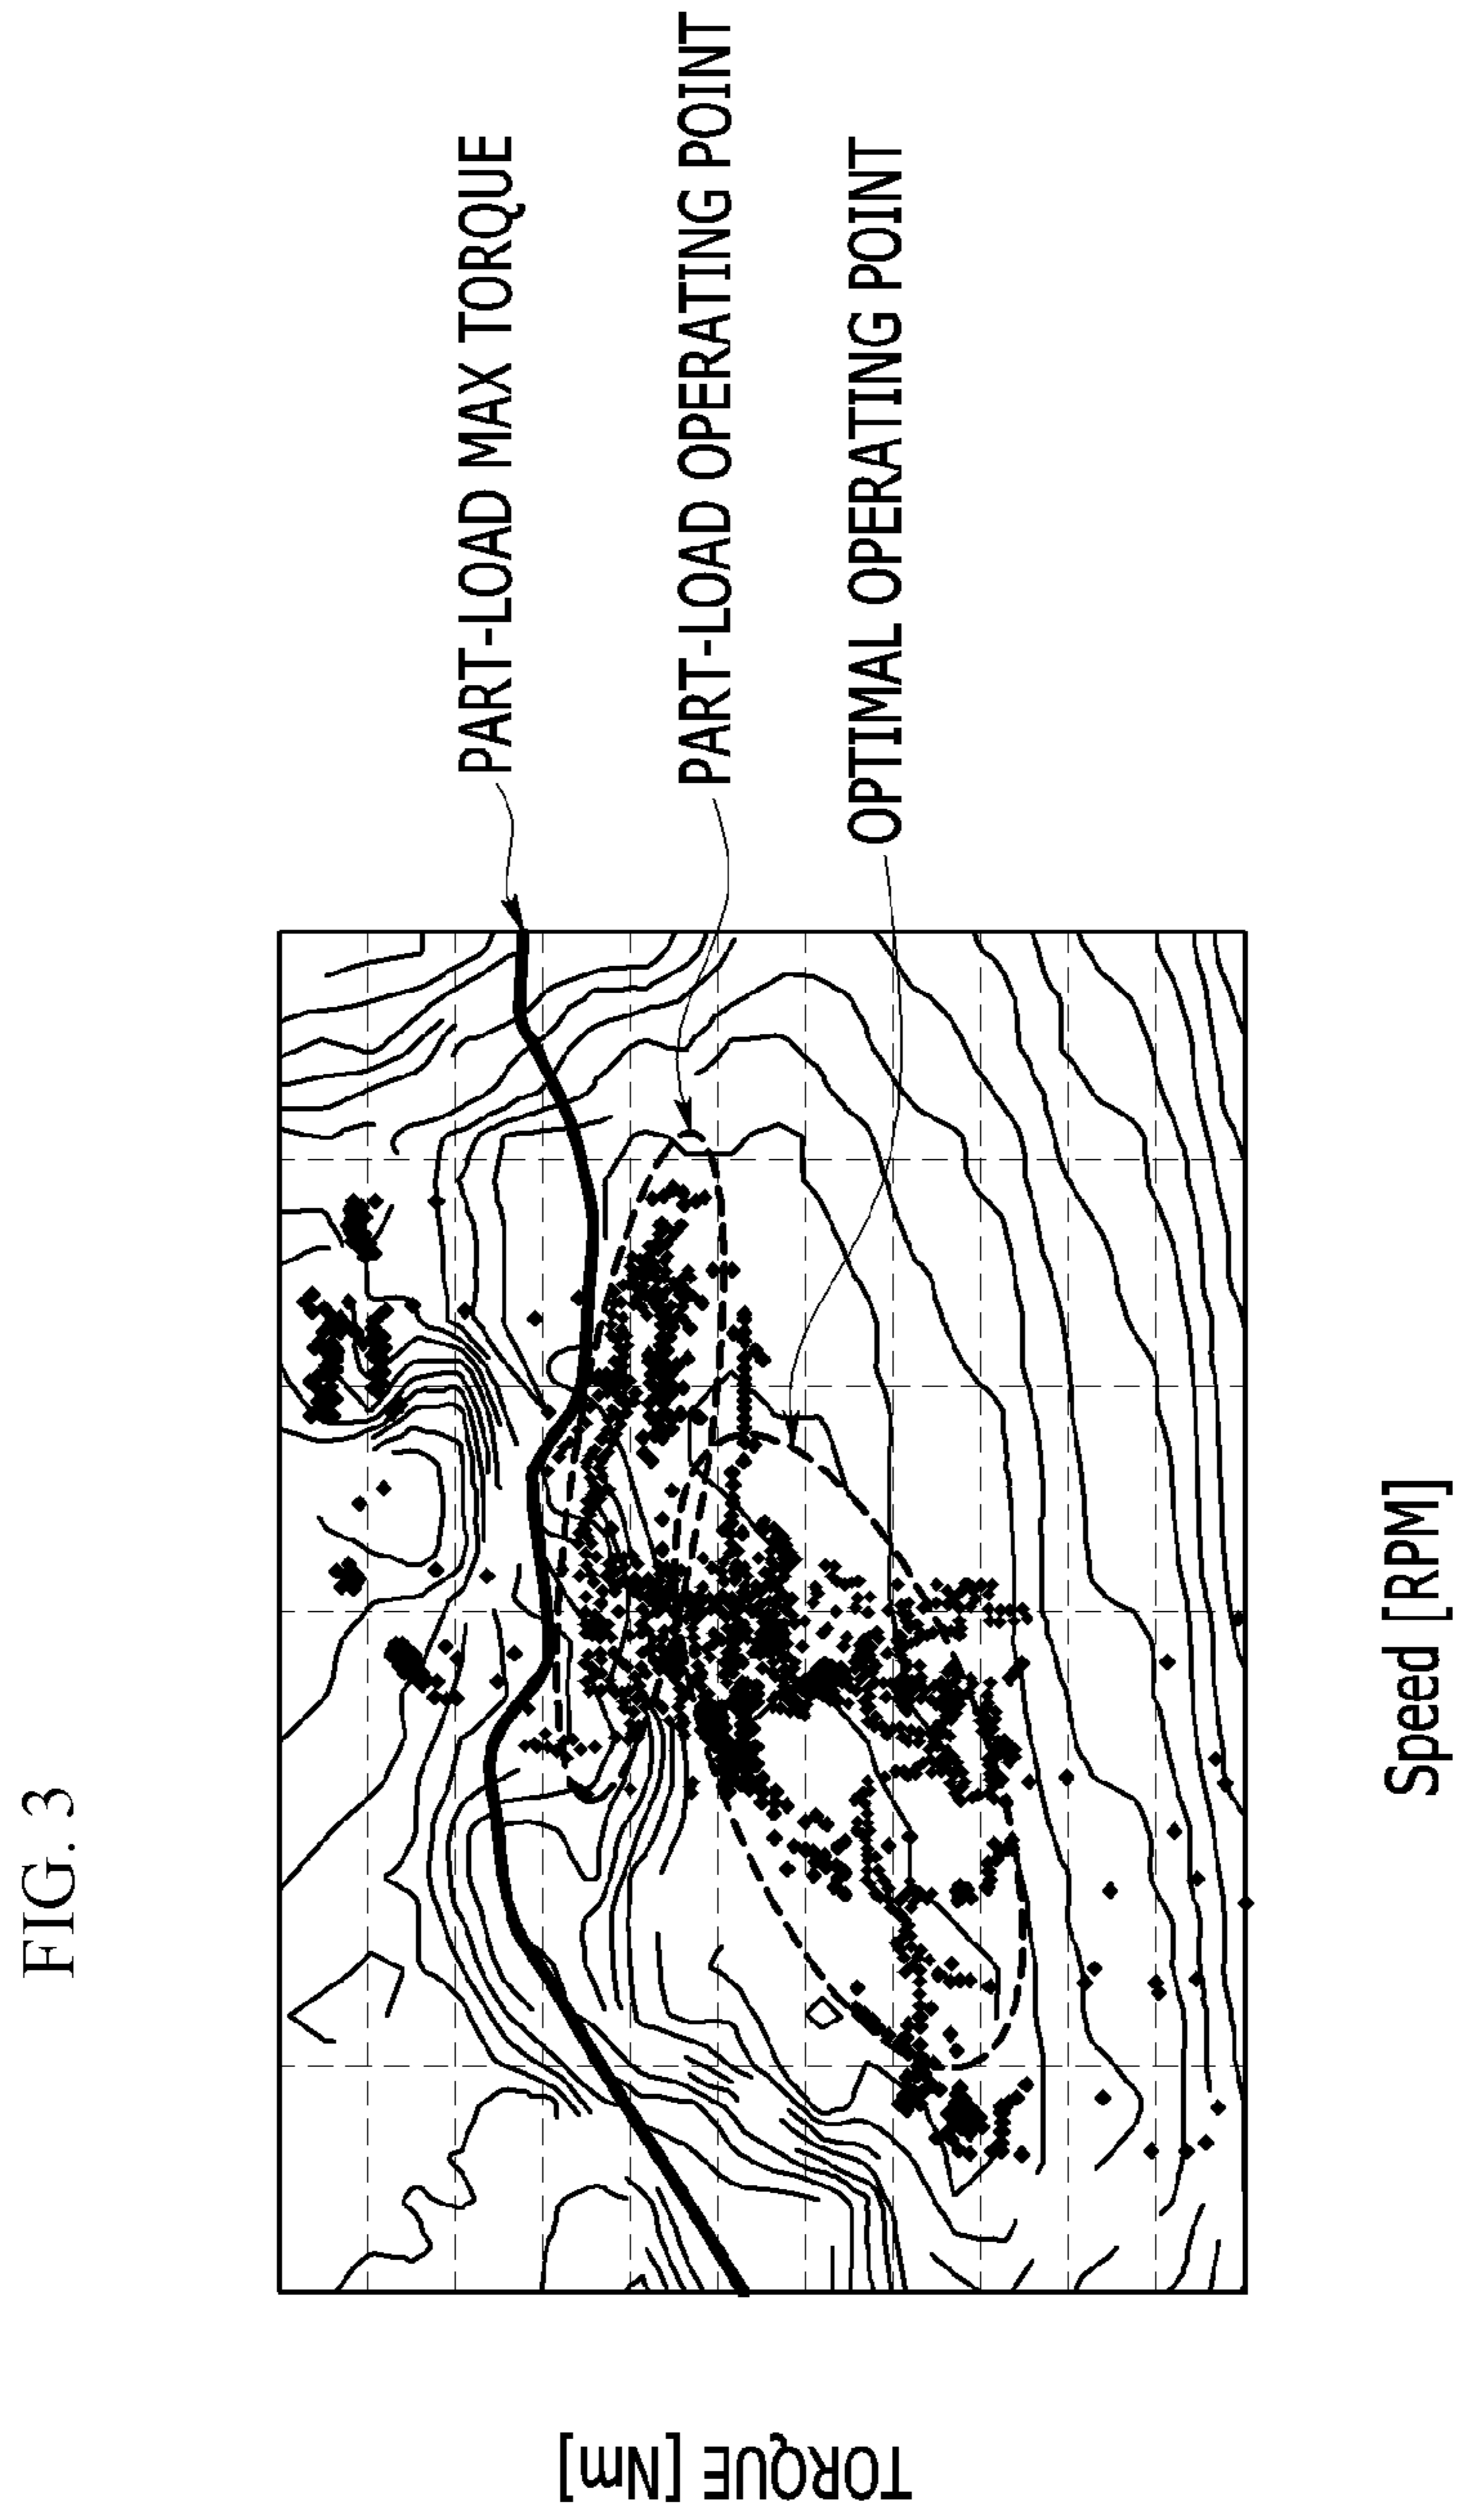 FIG. 3
PART-LOAD MAX TORQUE
PART-LOAD OPERATING POINT
OPTIMAL OPERATING POINT
TORQUE [Nm]
Speed [RPM]